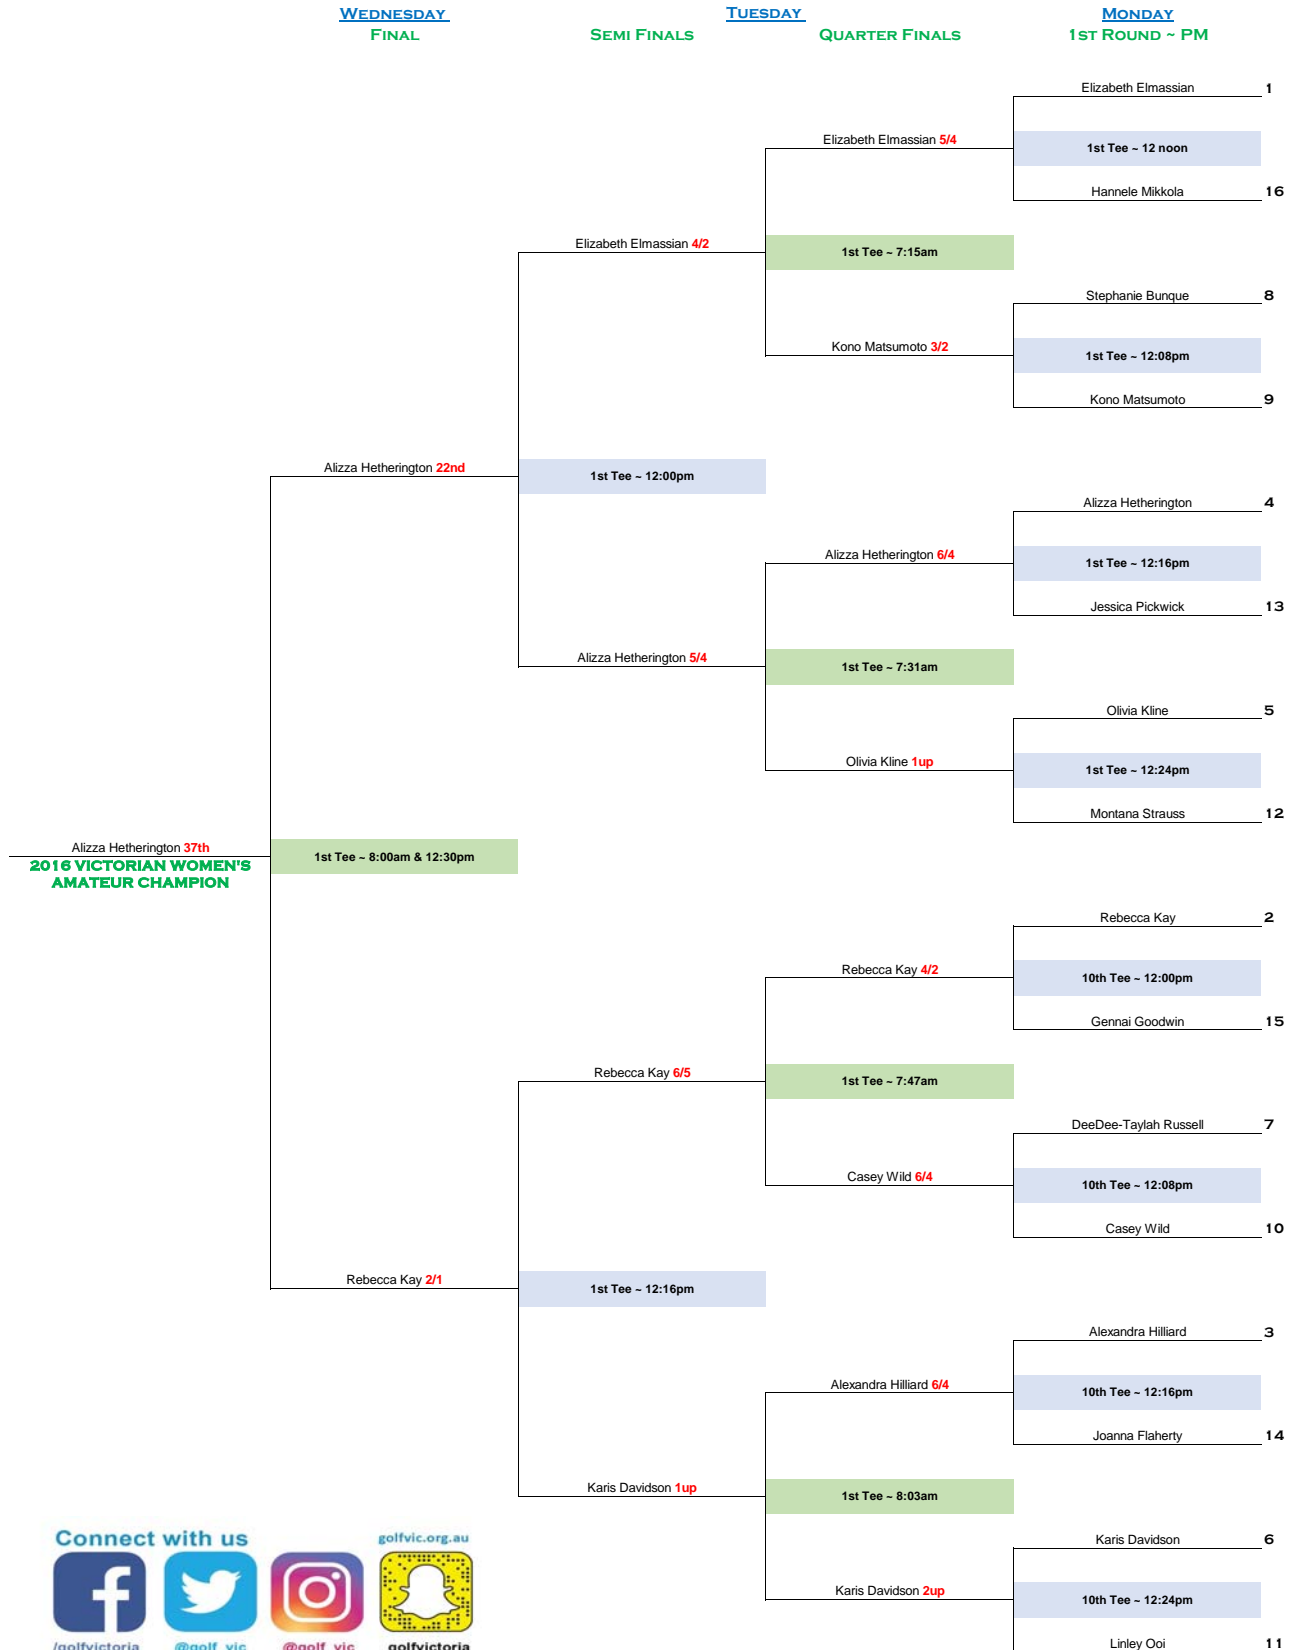 WEDNESDAY TUESDAY MONDAY
FINAL SEMI FINALS QUARTER FINALS 1ST ROUND ~ PM
Elizabeth Elmassian 1
Elizabeth Elmassian 5/4
1st Tee ~ 12 noon
Hannele Mikkola 16
Elizabeth Elmassian 4/2
1st Tee ~ 7:15am
Stephanie Bunque 8
Kono Matsumoto 3/2
1st Tee ~ 12:08pm
Kono Matsumoto 9
Alizza Hetherington 22nd
1st Tee ~ 12:00pm
Alizza Hetherington 4
Alizza Hetherington 6/4
1st Tee ~ 12:16pm
Jessica Pickwick 13
Alizza Hetherington 5/4
1st Tee ~ 7:31am
Olivia Kline 5
Olivia Kline 1up
1st Tee ~ 12:24pm
Montana Strauss 12
Alizza Hetherington 37th
1st Tee ~ 8:00am & 12:30pm
2016 VICTORIAN WOMEN'S
AMATEUR CHAMPION
Rebecca Kay 2
Rebecca Kay 4/2
10th Tee ~ 12:00pm
Gennai Goodwin 15
Rebecca Kay 6/5
1st Tee ~ 7:47am
DeeDee-Taylah Russell 7
Casey Wild 6/4
10th Tee ~ 12:08pm
Casey Wild 10
Rebecca Kay 2/1
1st Tee ~ 12:16pm
Alexandra Hilliard 3
Alexandra Hilliard 6/4
10th Tee ~ 12:16pm
Joanna Flaherty 14
Karis Davidson 1up
1st Tee ~ 8:03am
Karis Davidson 6
Karis Davidson 2up
10th Tee ~ 12:24pm
Linley Ooi 11
Connect with us golfvic.org.au
/golfvictoria @golf_vic @golf_vic golfvictoria